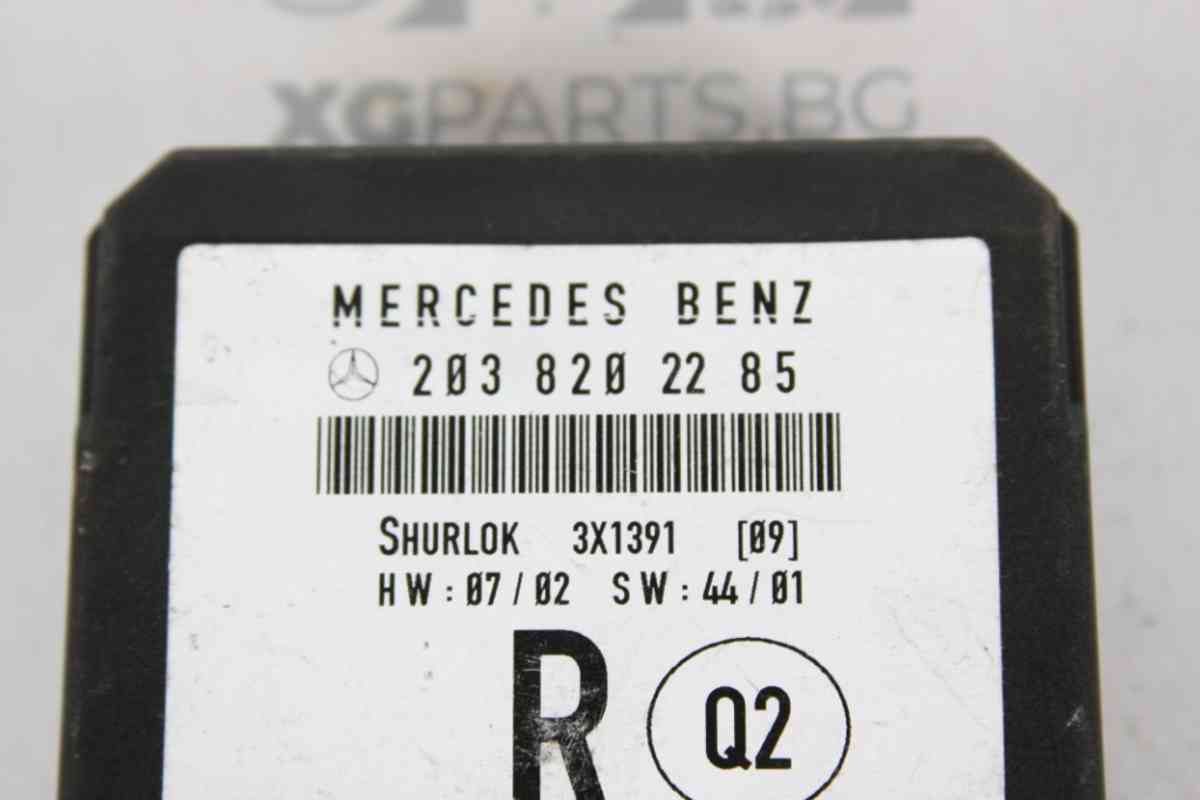 XGPARTS.BG
MERCEDES BENZ
203 820 22 85
SHURLOK 3X1391 [09]
HW: 07/02 SW: 44/01
R Q2